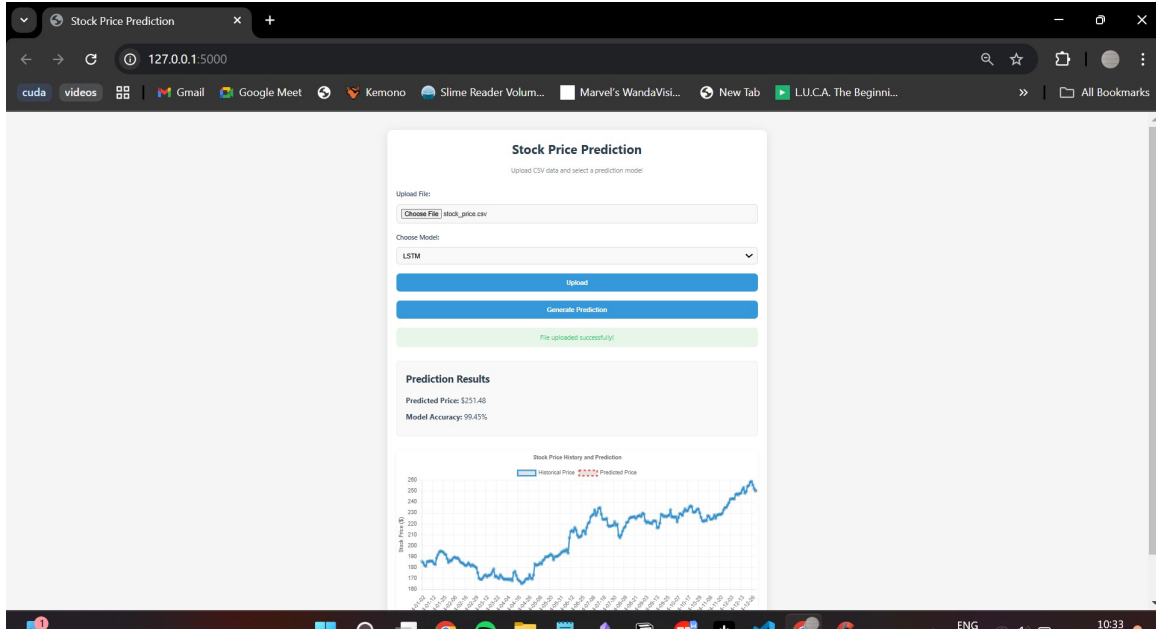 Stock Price Prediction
127.0.0.1:5000
cuda videos Gmail Google Meet Kemono Slime Reader Volum... Marvel's WandaVisi... New Tab L.U.C.A. The Beginni... » All Bookmarks
Stock Price Prediction
Upload CSV data and select a prediction model
Upload File:
Choose File stock_price.csv
Choose Model:
LSTM
Upload
Generate Prediction
File uploaded successfully!
Prediction Results
Predicted Price: $251.48
Model Accuracy: 99.45%
Stock Price History and Prediction
Historical Price Predicted Price
Stock Price ($)
260
250
240
230
220
210
200
190
180
170
160
1
ENG
10:33